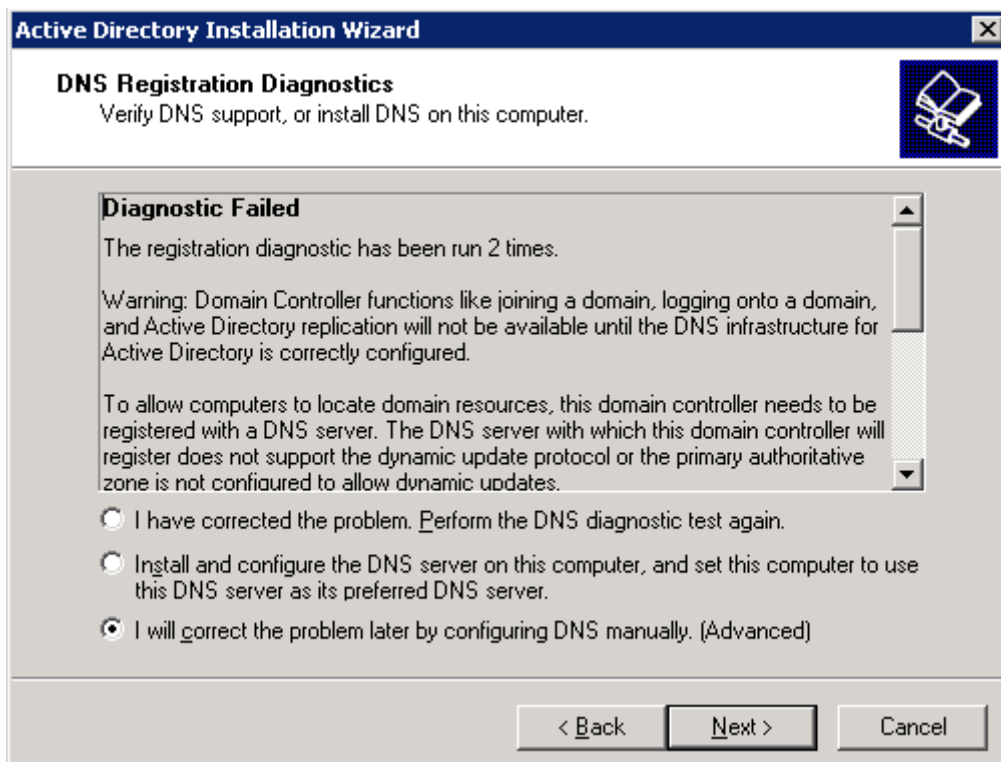 Active Directory Installation Wizard
DNS Registration Diagnostics
Verify DNS support, or install DNS on this computer.
Diagnostic Failed
The registration diagnostic has been run 2 times.
Warning: Domain Controller functions like joining a domain, logging onto a domain,
and Active Directory replication will not be available until the DNS infrastructure for
Active Directory is correctly configured.
To allow computers to locate domain resources, this domain controller needs to be
registered with a DNS server. The DNS server with which this domain controller will
register does not support the dynamic update protocol or the primary authoritative
zone is not configured to allow dynamic updates.
I have corrected the problem. Perform the DNS diagnostic test again.
Install and configure the DNS server on this computer, and set this computer to use
this DNS server as its preferred DNS server.
I will correct the problem later by configuring DNS manually. (Advanced)
< Back
Next >
Cancel